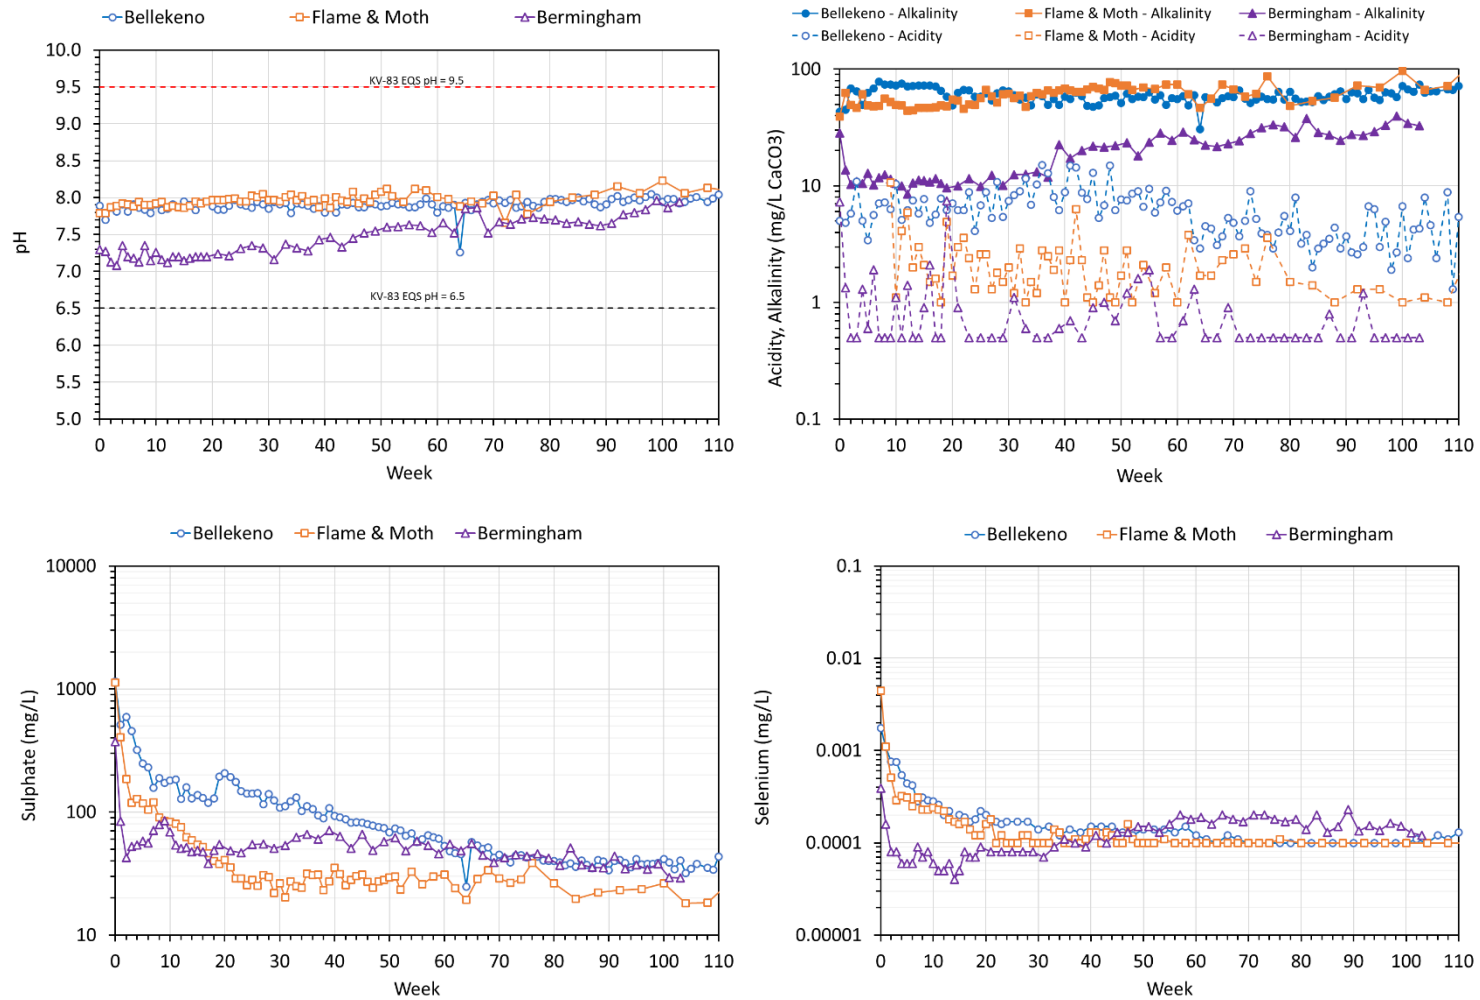 Bellekeno Flame & Moth Bermingham
10.0
9.5
9.0
8.5
8.0
7.5
7.0
6.5
6.0
5.5
5.0
pH
KV-83 EQS pH = 9.5
KV-83 EQS pH = 6.5
0 10 20 30 40 50 60 70 80 90 100 110
Week
Bellekeno - Alkalinity Flame & Moth - Alkalinity Bermingham - Alkalinity
Bellekeno - Acidity Flame & Moth - Acidity Bermingham - Acidity
100
10
1
0.1
Acidity, Alkalinity (mg/L CaCO3)
0 10 20 30 40 50 60 70 80 90 100 110
Week
Bellekeno Flame & Moth Bermingham
10000
1000
100
10
Sulphate (mg/L)
0 10 20 30 40 50 60 70 80 90 100 110
Week
Bellekeno Flame & Moth Bermingham
0.1
0.01
0.001
0.0001
0.00001
Selenium (mg/L)
0 10 20 30 40 50 60 70 80 90 100 110
Week